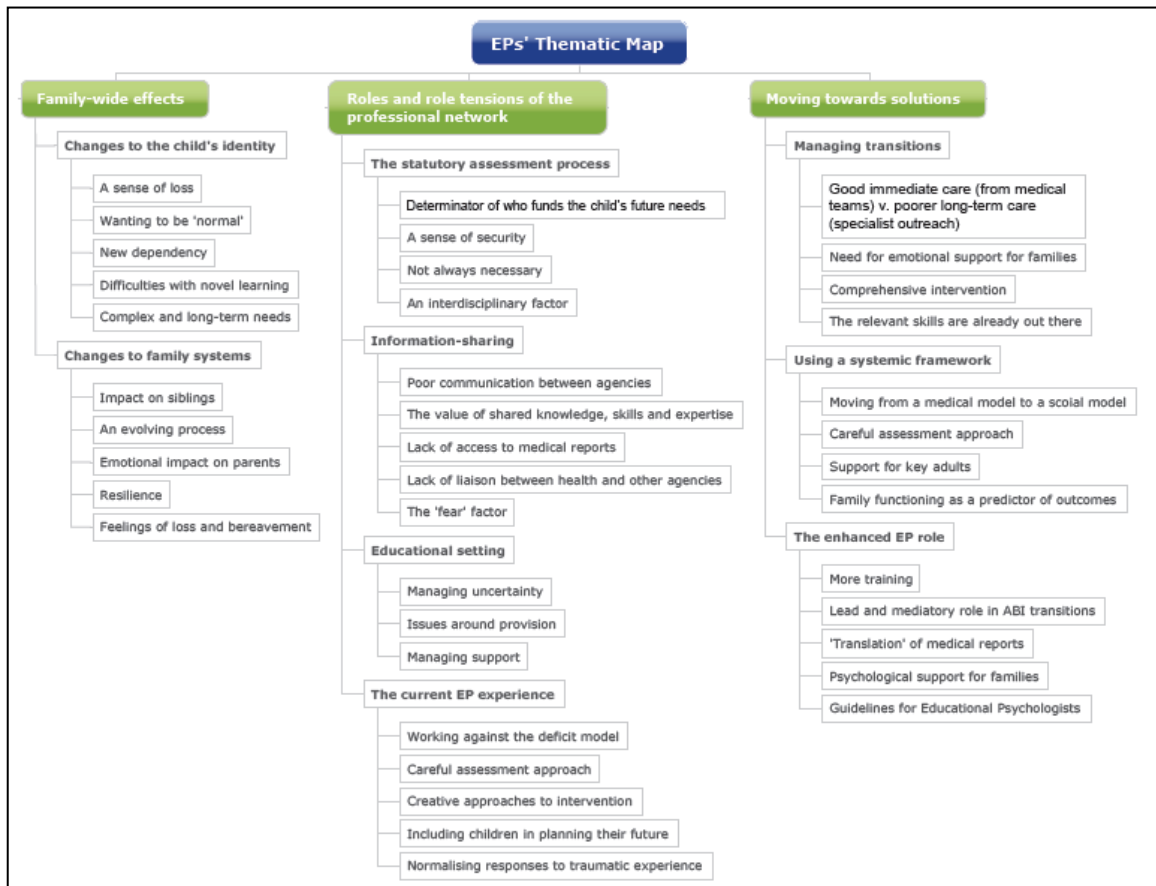 EPs' Thematic Map
Family-wide effects
Changes to the child's identity
A sense of loss
Wanting to be 'normal'
New dependency
Difficulties with novel learning
Complex and long-term needs
Changes to family systems
Impact on siblings
An evolving process
Emotional impact on parents
Resilience
Feelings of loss and bereavement
Roles and role tensions of the
professional network
The statutory assessment process
Determinator of who funds the child's future needs
A sense of security
Not always necessary
An interdisciplinary factor
Information-sharing
Poor communication between agencies
The value of shared knowledge, skills and expertise
Lack of access to medical reports
Lack of liaison between health and other agencies
The 'fear' factor
Educational setting
Managing uncertainty
Issues around provision
Managing support
The current EP experience
Working against the deficit model
Careful assessment approach
Creative approaches to intervention
Including children in planning their future
Normalising responses to traumatic experience
Moving towards solutions
Managing transitions
Good immediate care (from medical
teams) v. poorer long-term care
(specialist outreach)
Need for emotional support for families
Comprehensive intervention
The relevant skills are already out there
Using a systemic framework
Moving from a medical model to a scoial model
Careful assessment approach
Support for key adults
Family functioning as a predictor of outcomes
The enhanced EP role
More training
Lead and mediatory role in ABI transitions
'Translation' of medical reports
Psychological support for families
Guidelines for Educational Psychologists